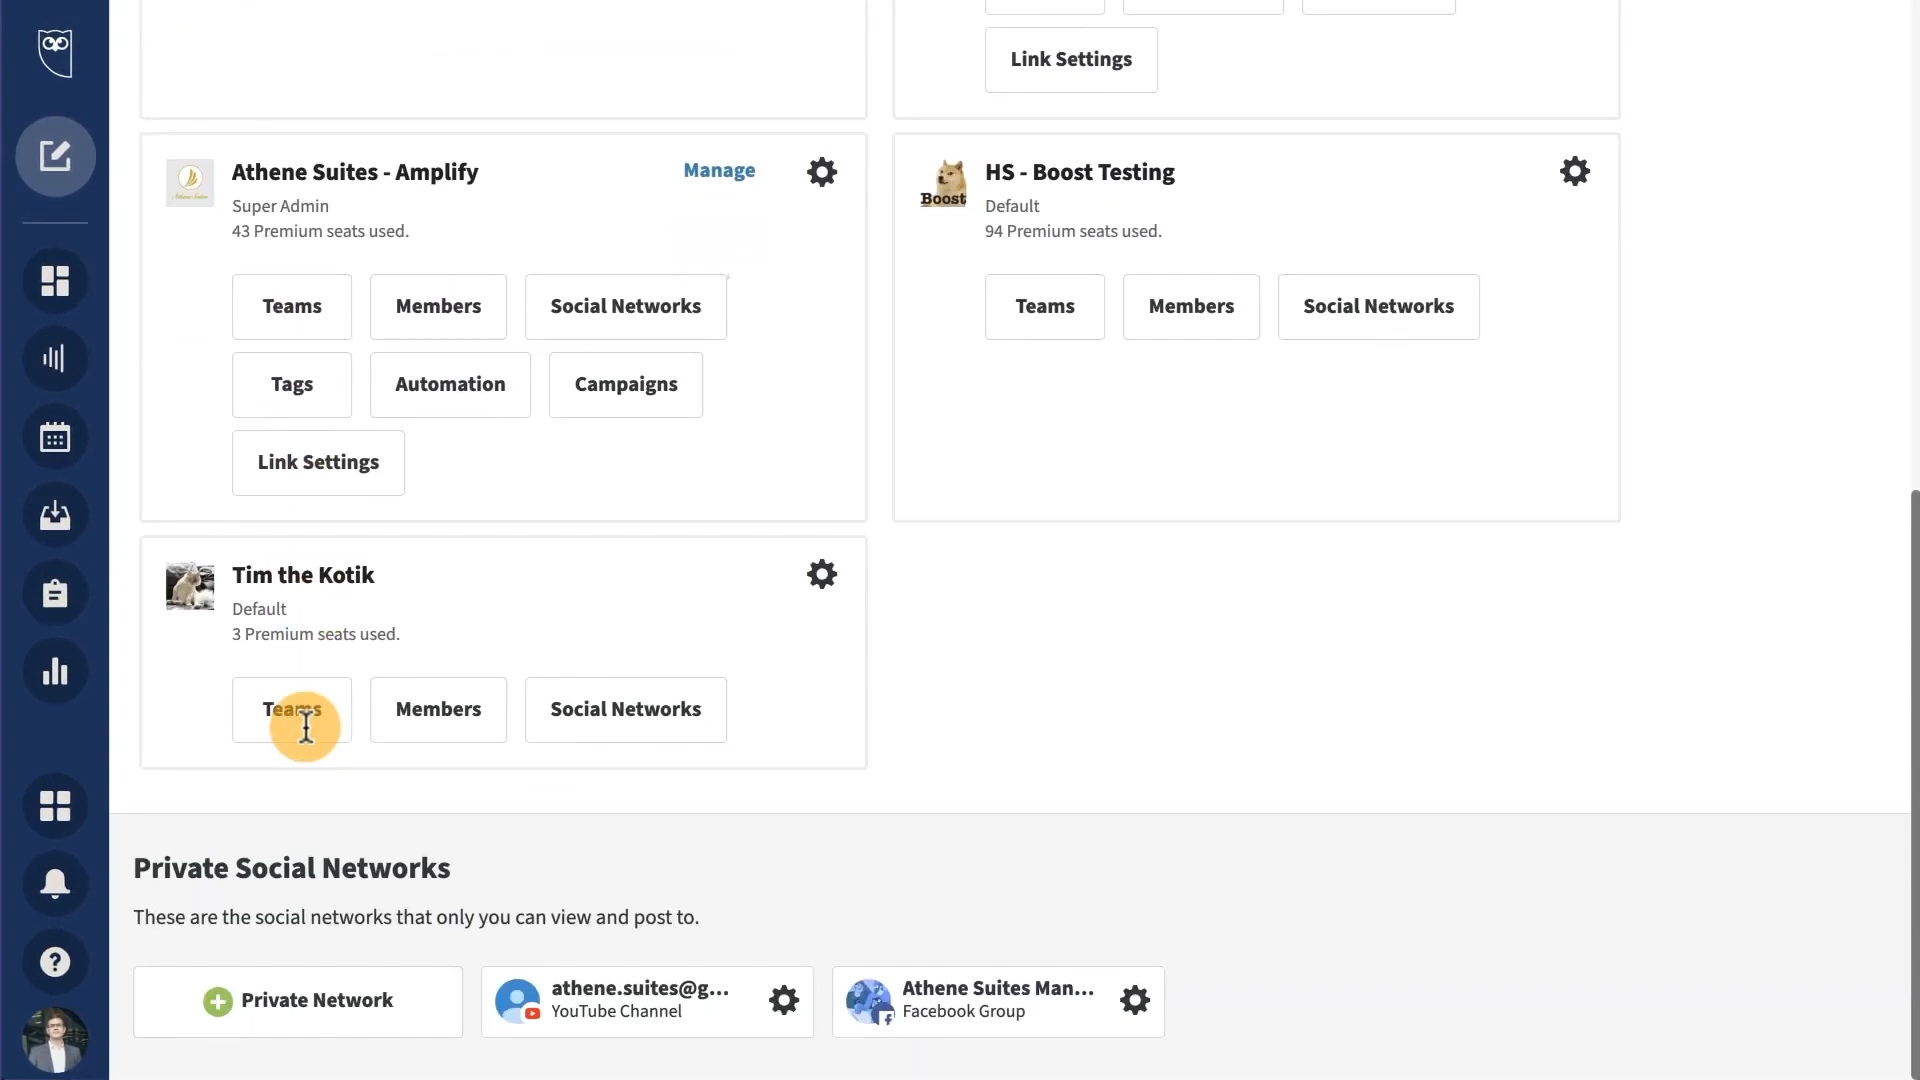 Link Settings
Athene Suites - Amplify
Manage
Super Admin
43 Premium seats used.
Teams
Members
Social Networks
Tags
Automation
Campaigns
Link Settings
Boost
HS - Boost Testing
Default
94 Premium seats used.
Teams
Members
Social Networks
Tim the Kotik
Default
3 Premium seats used.
Teams
Members
Social Networks
Private Social Networks
These are the social networks that only you can view and post to.
Private Network
athene.suites@g...
YouTube Channel
Athene Suites Man...
Facebook Group